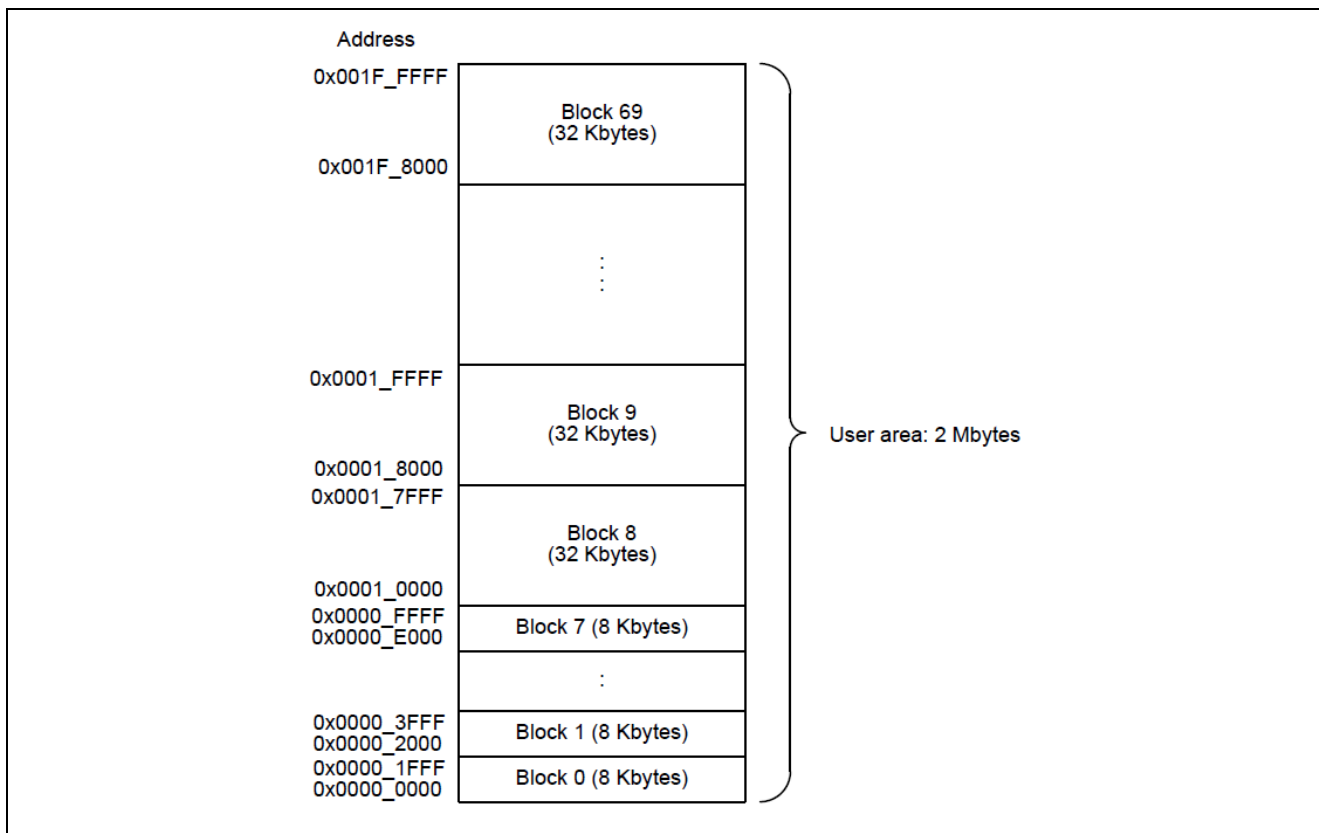 Address
0x001F_FFFF
Block 69
(32 Kbytes)
0x001F_8000
:
:
0x0001_FFFF
Block 9
(32 Kbytes)
User area: 2 Mbytes
0x0001_8000
0x0001_7FFF
Block 8
(32 Kbytes)
0x0001_0000
0x0000_FFFF
Block 7 (8 Kbytes)
0x0000_E000
:
0x0000_3FFF
Block 1 (8 Kbytes)
0x0000_2000
0x0000_1FFF
Block 0 (8 Kbytes)
0x0000_0000